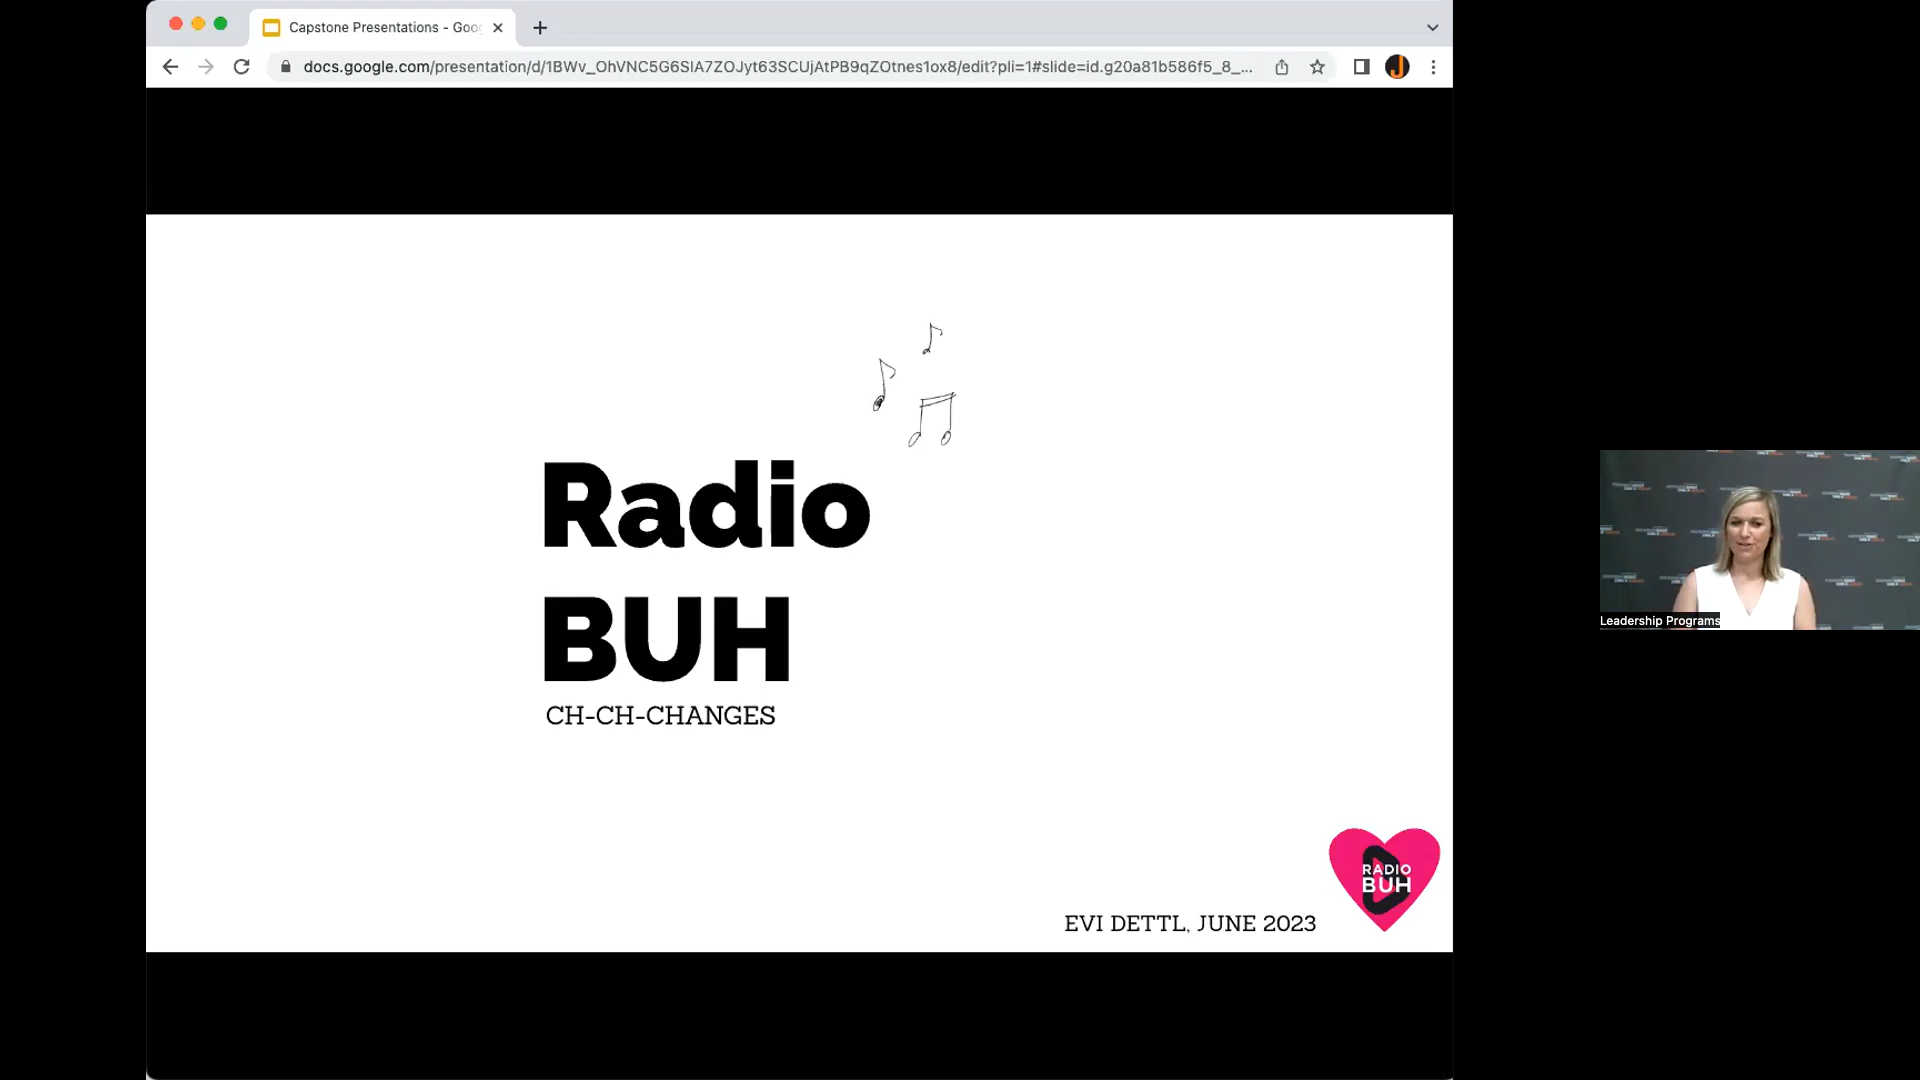 Capstone Presentations - Goo
docs.google.com/presentation/d/1BWv_OhVNC5G6SlA7ZOJyt63SCUjAtPB9qZOtnes1ox8/edit?pli=1#slide=id.g20a81b586f5_8_...
Radio
BUH
CH-CH-CHANGES
RADIO
BUH
EVI DETTL, JUNE 2023
Leadership Programs